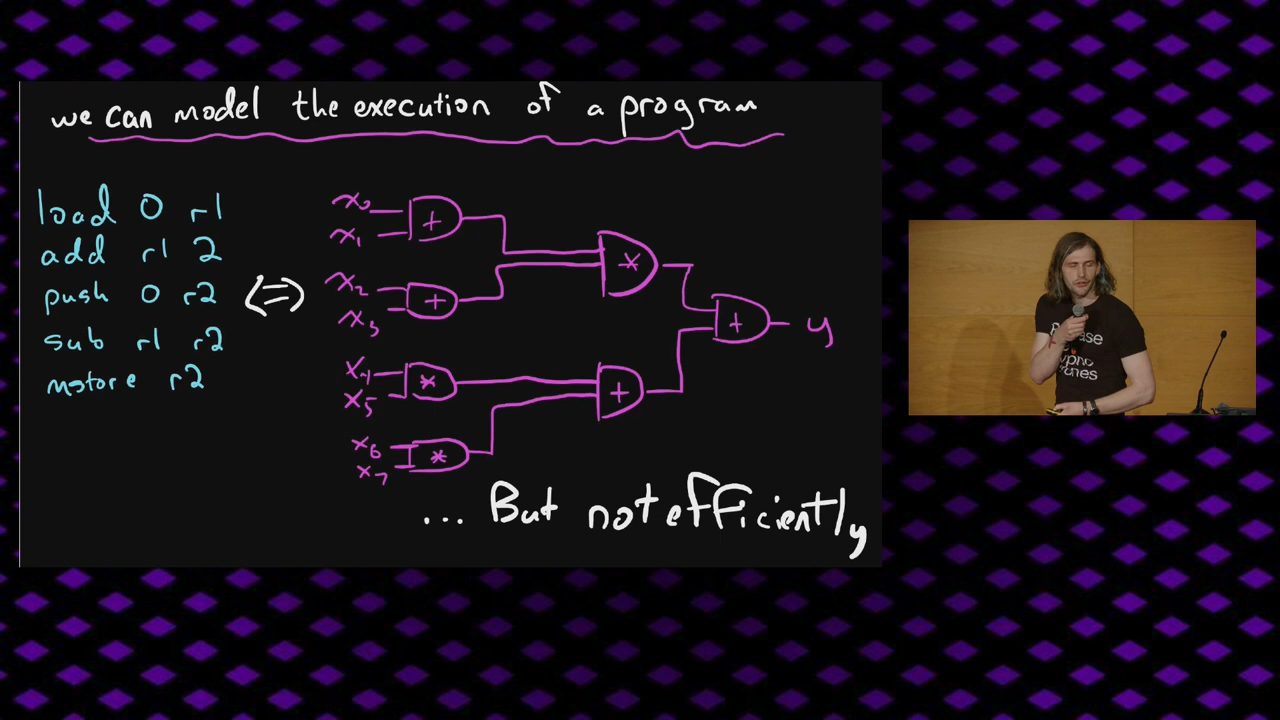 we can model the execution of a program
load 0 r1
add r1 2
push 0 r2
sub r1 r2
mstore r2
⇔
x0
x1
+
x2
x3
+
*
x4
x5
*
x6
x7
*
+
+
y
... But not efficiently